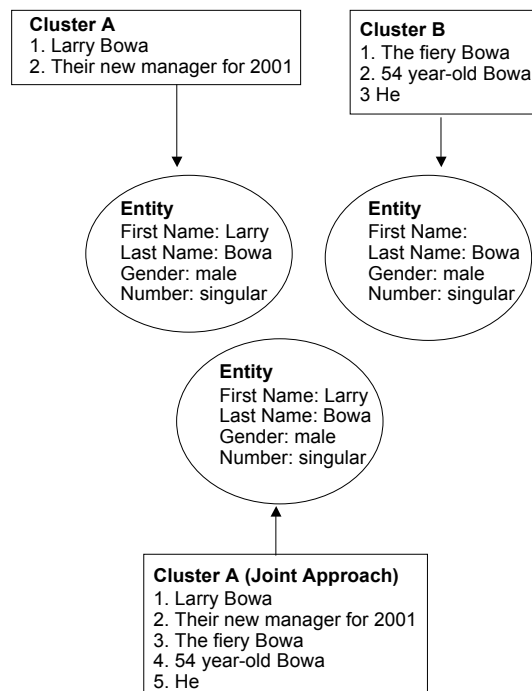 Cluster A
1. Larry Bowa
2. Their new manager for 2001
Cluster B
1. The fiery Bowa
2. 54 year-old Bowa
3 He
Entity
First Name: Larry
Last Name: Bowa
Gender: male
Number: singular
Entity
First Name:
Last Name: Bowa
Gender: male
Number: singular
Entity
First Name: Larry
Last Name: Bowa
Gender: male
Number: singular
Cluster A (Joint Approach)
1. Larry Bowa
2. Their new manager for 2001
3. The fiery Bowa
4. 54 year-old Bowa
5. He